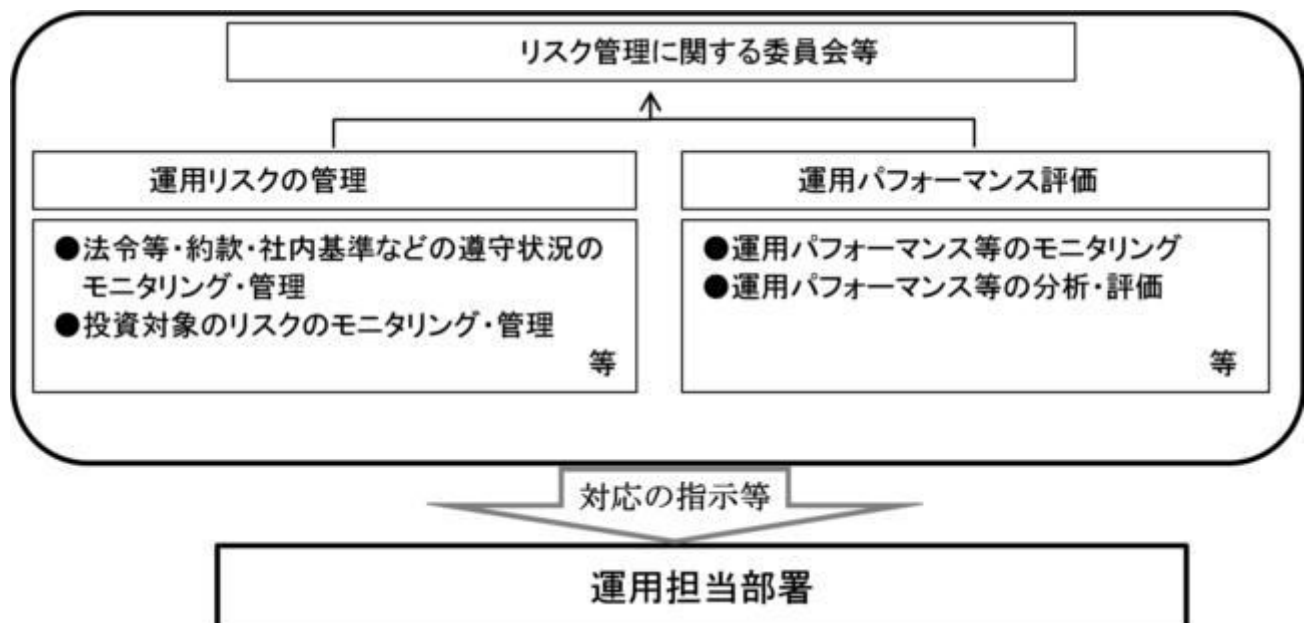 リスク管理に関する委員会等
運用リスクの管理
●法令等・約款・社内基準などの遵守状況の
モニタリング・管理
●投資対象のリスクのモニタリング・管理
等
運用パフォーマンス評価
●運用パフォーマンス等のモニタリング
●運用パフォーマンス等の分析・評価
等
対応の指示等
運用担当部署